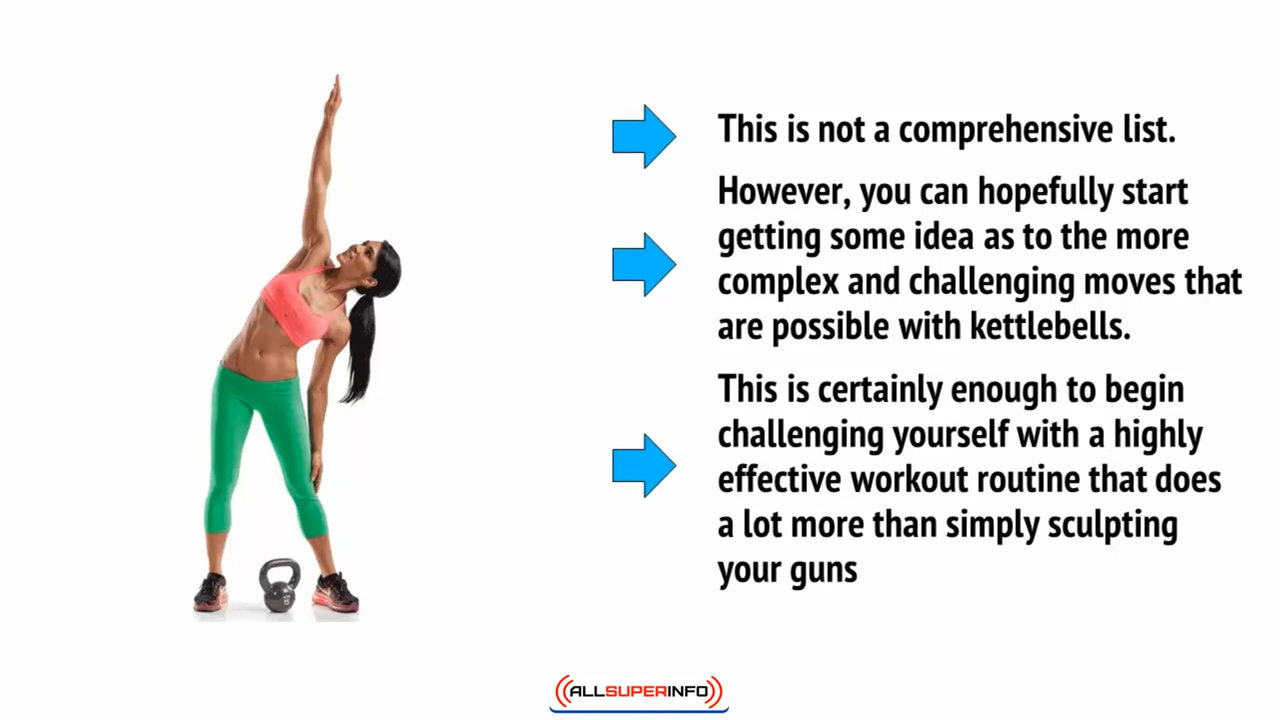 This is not a comprehensive list.
However, you can hopefully start
getting some idea as to the more
complex and challenging moves that
are possible with kettlebells.
This is certainly enough to begin
challenging yourself with a highly
effective workout routine that does
a lot more than simply sculpting
your guns
ALLSUPERINFO